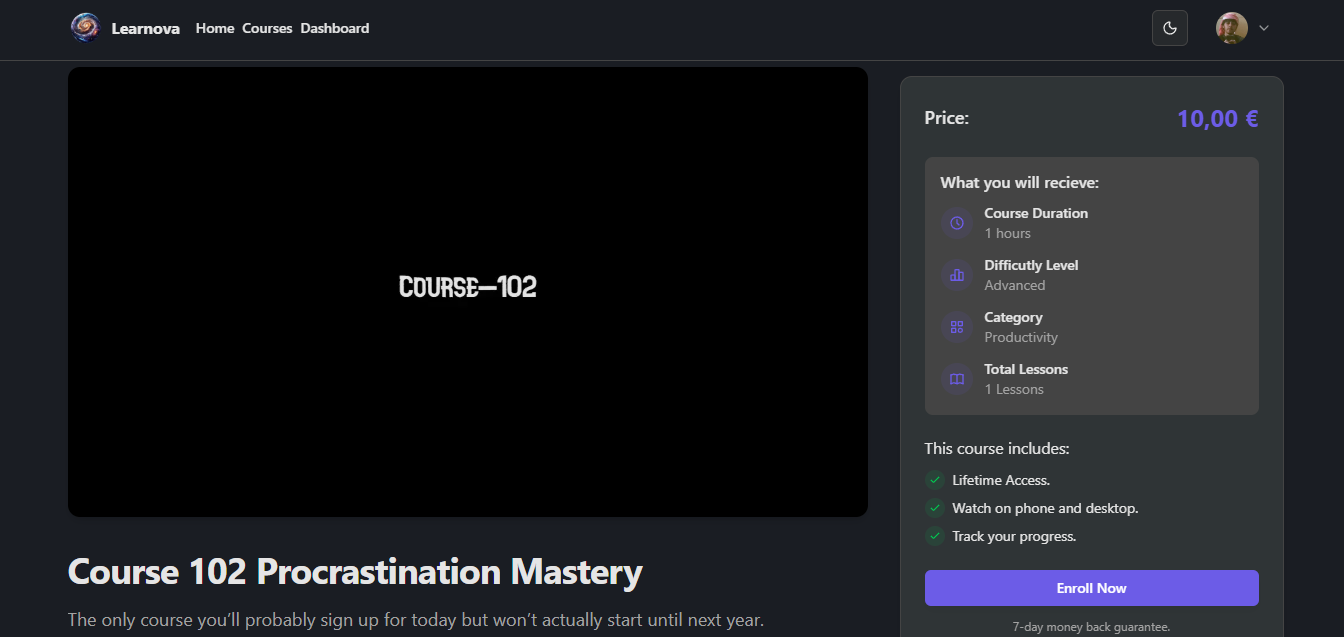 Learnova Home Courses Dashboard
COURSE-102
Course 102 Procrastination Mastery
The only course you’ll probably sign up for today but won’t actually start until next year.
Price: 10,00 €
What you will recieve:
Course Duration
1 hours
Difficutly Level
Advanced
Category
Productivity
Total Lessons
1 Lessons
This course includes:
Lifetime Access.
Watch on phone and desktop.
Track your progress.
Enroll Now
7-day money back guarantee.